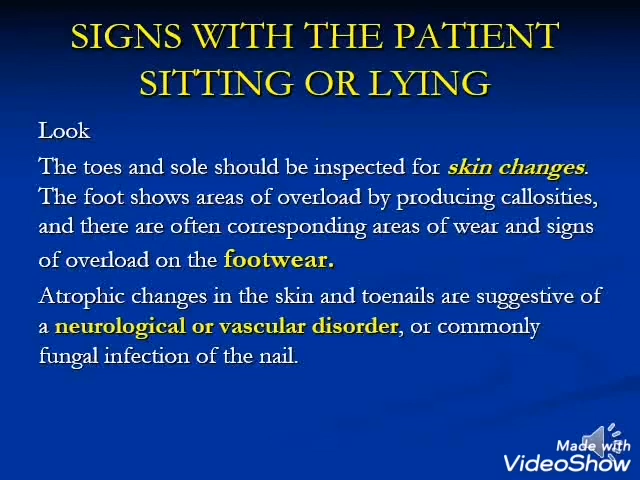 SIGNS WITH THE PATIENT
SITTING OR LYING
Look
The toes and sole should be inspected for skin changes.
The foot shows areas of overload by producing callosities,
and there are often corresponding areas of wear and signs
of overload on the footwear.
Atrophic changes in the skin and toenails are suggestive of
a neurological or vascular disorder, or commonly
fungal infection of the nail.
Made with
VideoShow